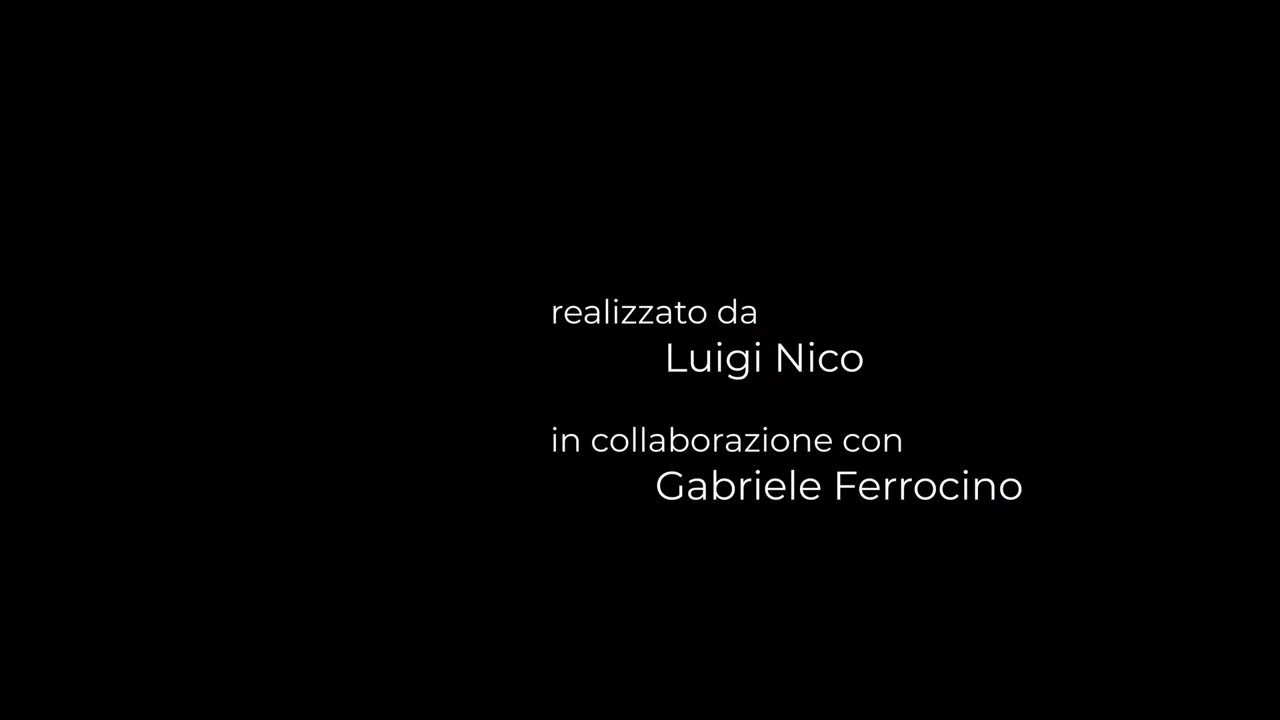 realizzato da
Luigi Nico
in collaborazione con
Gabriele Ferrocino